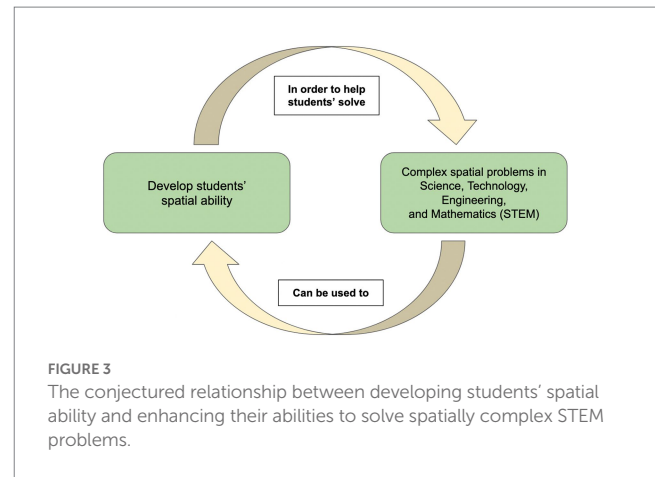 In order to help
students' solve
Develop students'
spatial ability
Complex spatial problems in
Science, Technology,
Engineering,
and Mathematics (STEM)
Can be used to
FIGURE 3
The conjectured relationship between developing students' spatial
ability and enhancing their abilities to solve spatially complex STEM
problems.